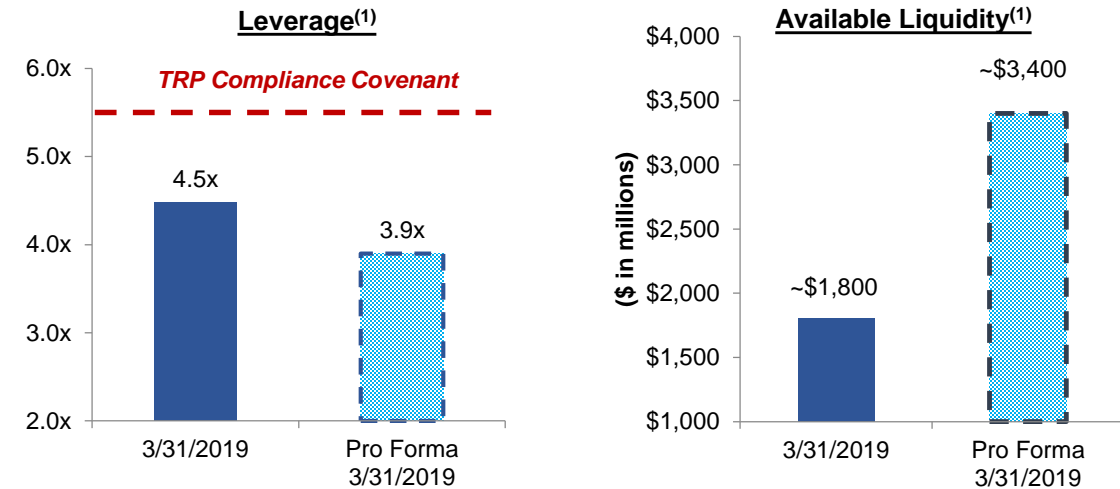 Leverage(1)
6.0x
TRP Compliance Covenant
5.0x
4.5x
4.0x
3.9x
3.0x
2.0x
3/31/2019
Pro Forma
3/31/2019
Available Liquidity(1)
$4,000
~$3,400
$3,500
$3,000
($ in millions)
$2,500
~$1,800
$2,000
$1,500
$1,000
3/31/2019
Pro Forma
3/31/2019